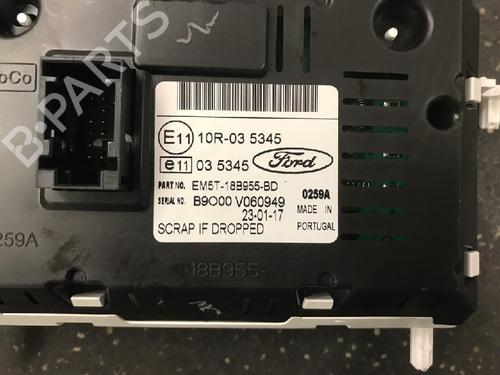 oCo
B-PARTS
E11 10R-03 5345
e11 03 5345 Ford
PART NO. EM5T-18B955-BD 0259A
SERIAL NO. B9O00 V060949 MADE IN
23-01-17 PORTUGAL
SCRAP IF DROPPED
0259A
-18B955-